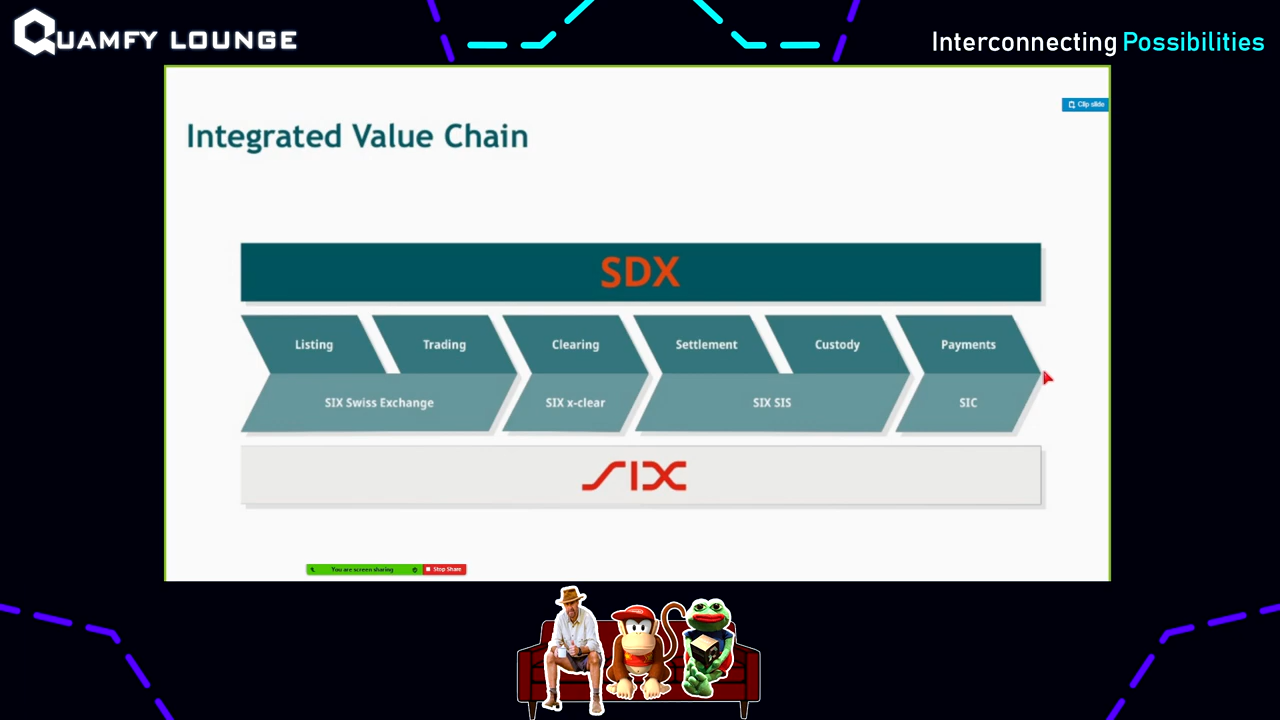 QUAMFY LOUNGE
Interconnecting Possibilities
Clip slide
Integrated Value Chain
SDX
Listing
Trading
Clearing
Settlement
Custody
Payments
SIX Swiss Exchange
SIX x-clear
SIX SIS
SIC
SIX
You are screen sharing
Stop Share